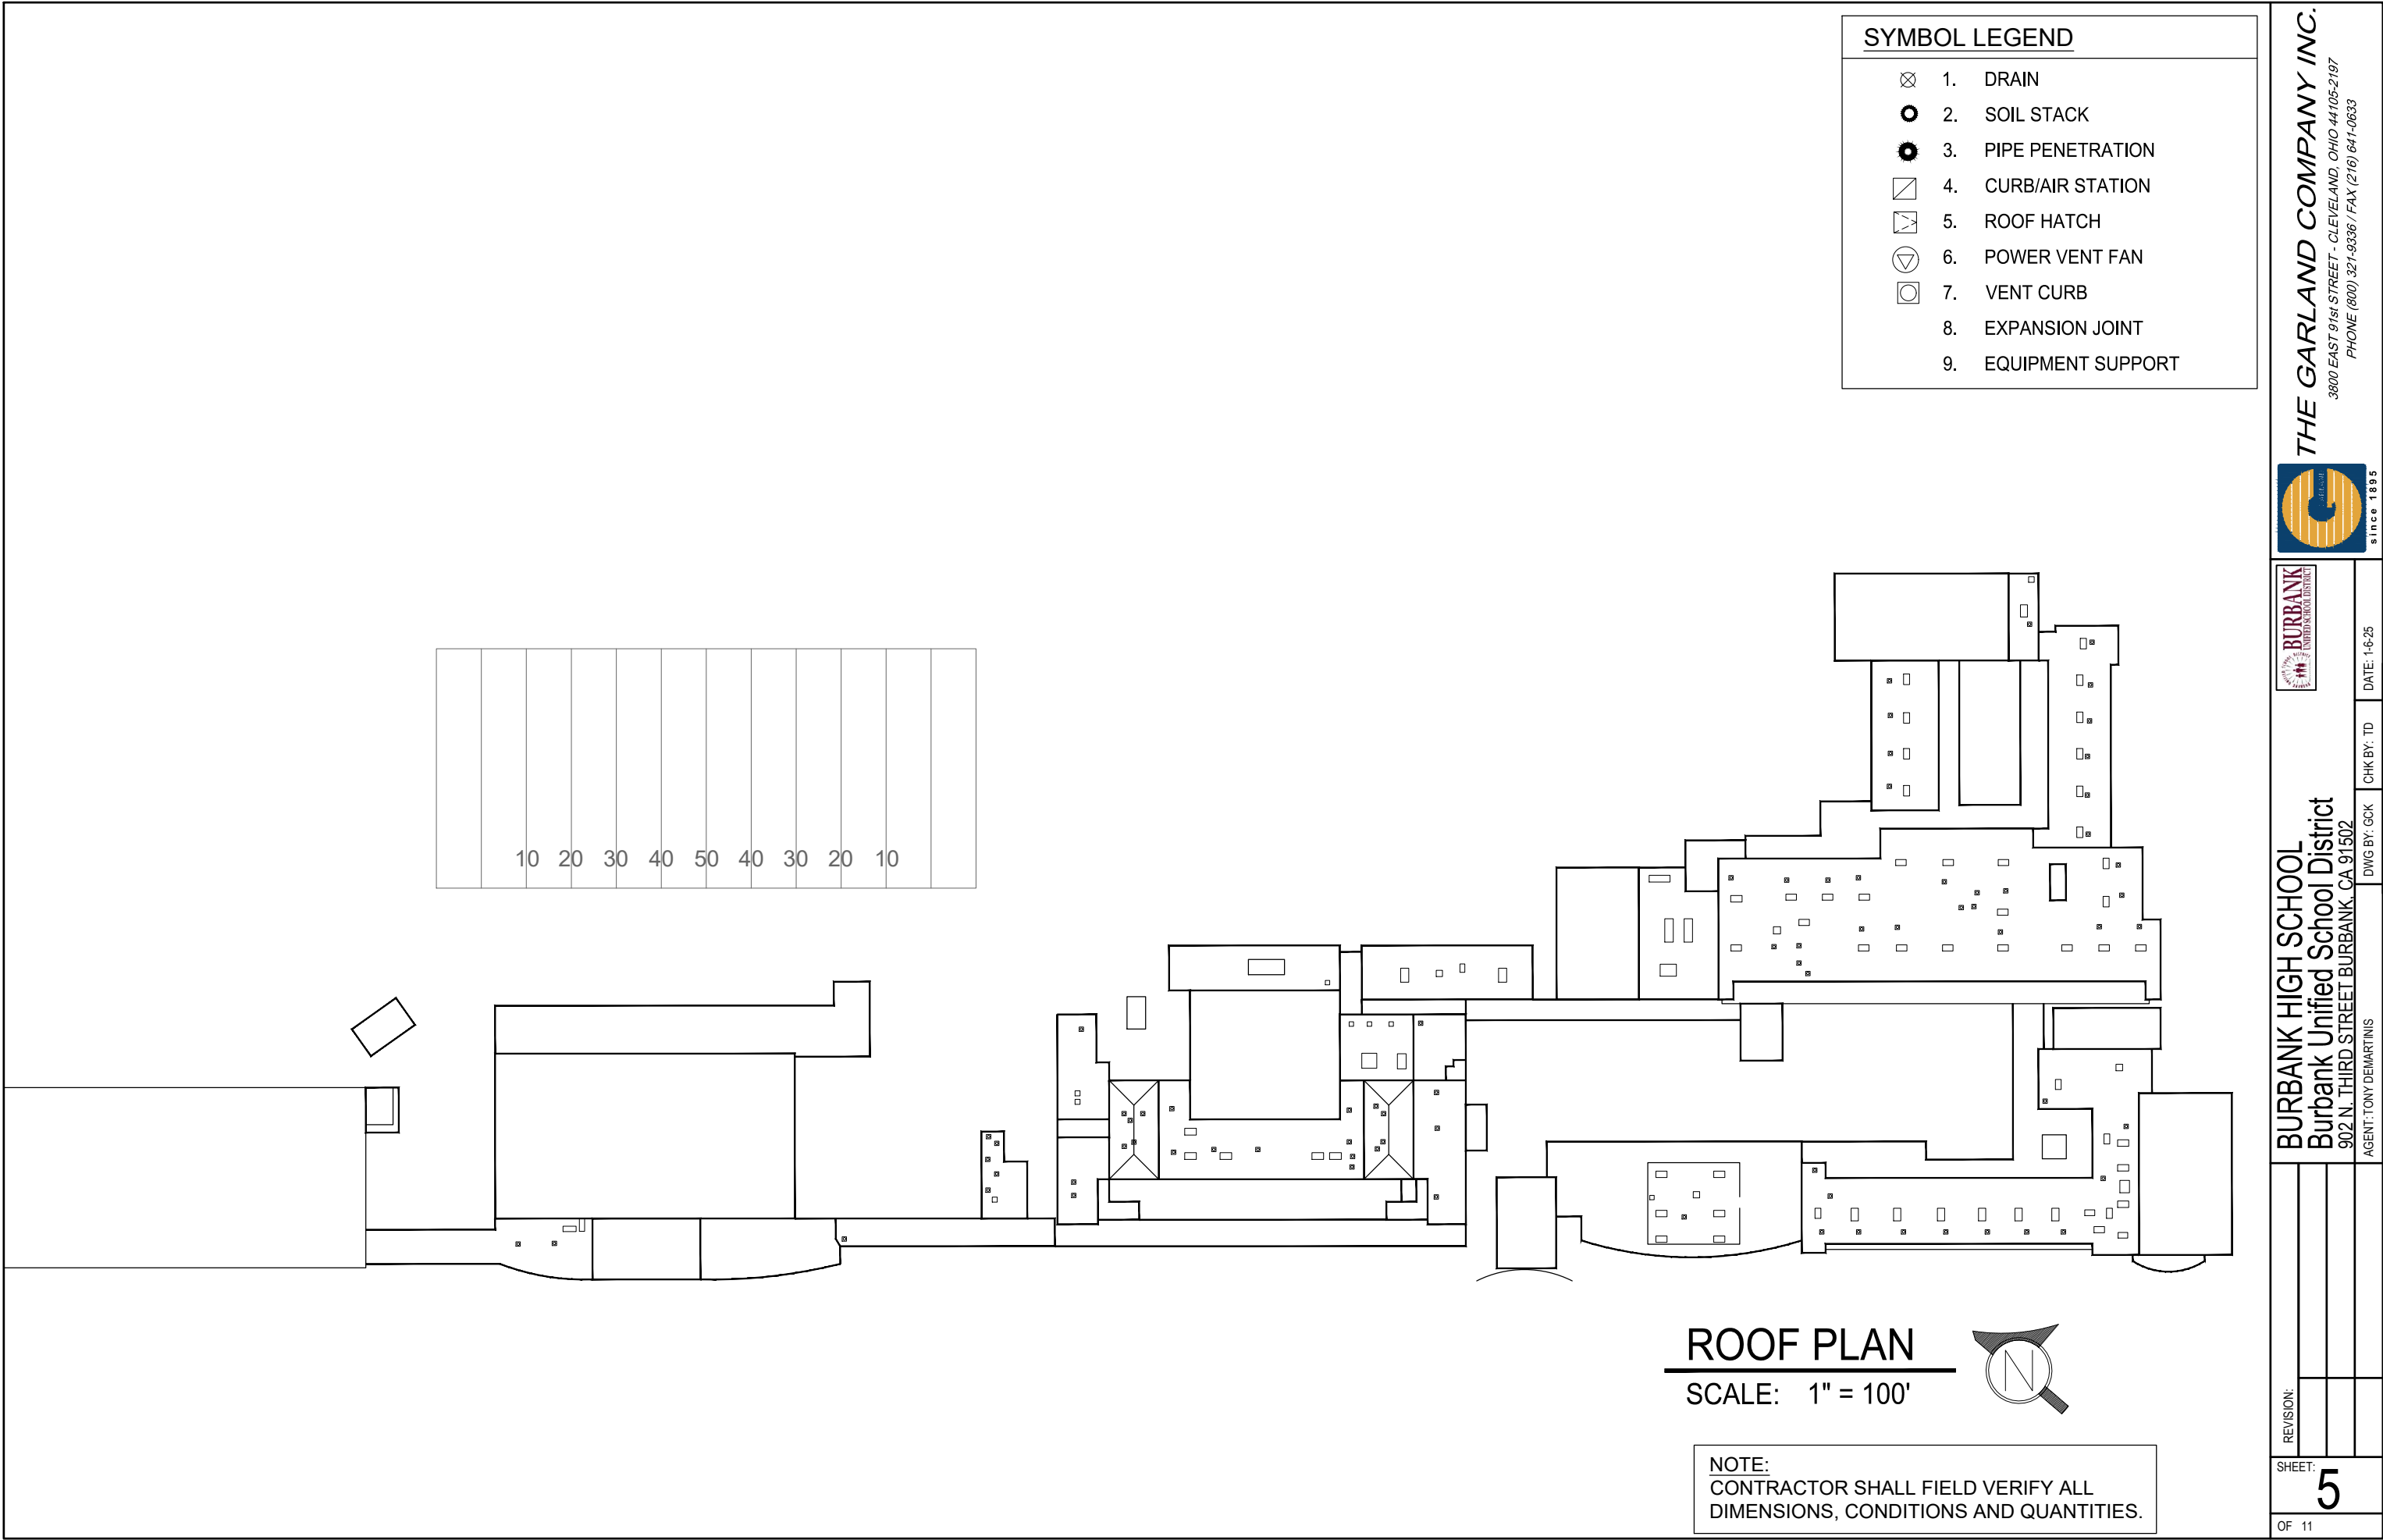 SYMBOL LEGEND
1. DRAIN
2. SOIL STACK
3. PIPE PENETRATION
4. CURB/AIR STATION
5. ROOF HATCH
6. POWER VENT FAN
7. VENT CURB
8. EXPANSION JOINT
9. EQUIPMENT SUPPORT
10 20 30 40 50 40 30 20 10
ROOF PLAN
SCALE: 1" = 100'
N
NOTE:
CONTRACTOR SHALL FIELD VERIFY ALL
DIMENSIONS, CONDITIONS AND QUANTITIES.
THE GARLAND COMPANY INC.
3800 EAST 91st STREET - CLEVELAND, OHIO 44105-2197
PHONE (800) 321-9336 / FAX (216) 641-0633
since 1895
BURBANK
UNIFIED SCHOOL DISTRICT
BURBANK HIGH SCHOOL
Burbank Unified School District
902 N. THIRD STREET BURBANK, CA 91502
AGENT: TONY DEMARTINIS
DWG BY: GCK
CHK BY: TD
DATE: 1-6-25
REVISION:
SHEET:
5
OF 11